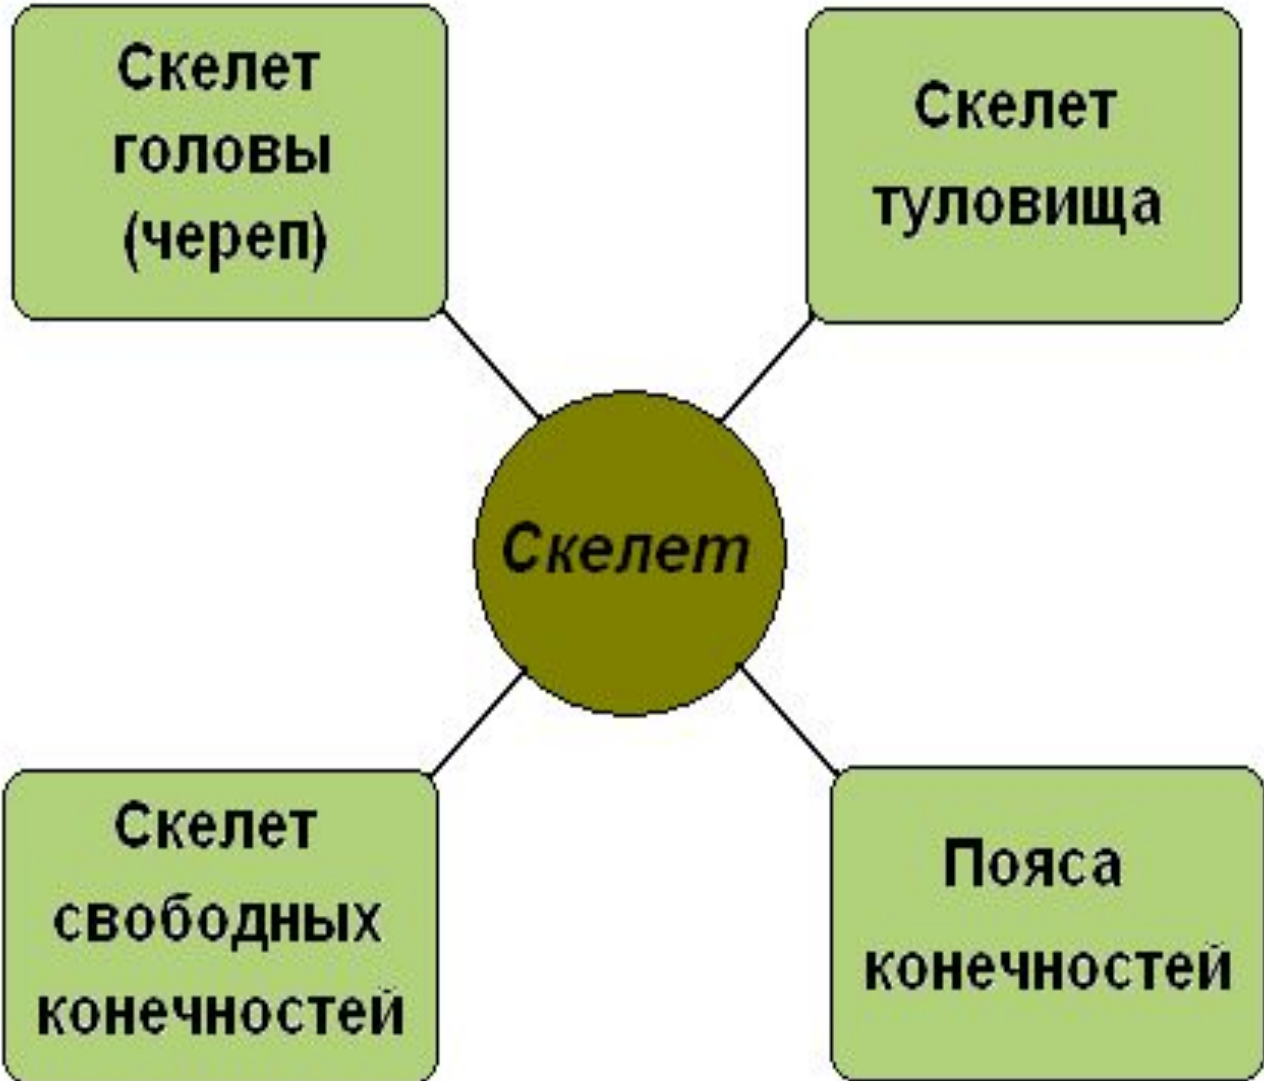 Скелет
головы
(череп)
Скелет
туловища
Скелет
Скелет
свободных
конечностей
Пояса
конечностей